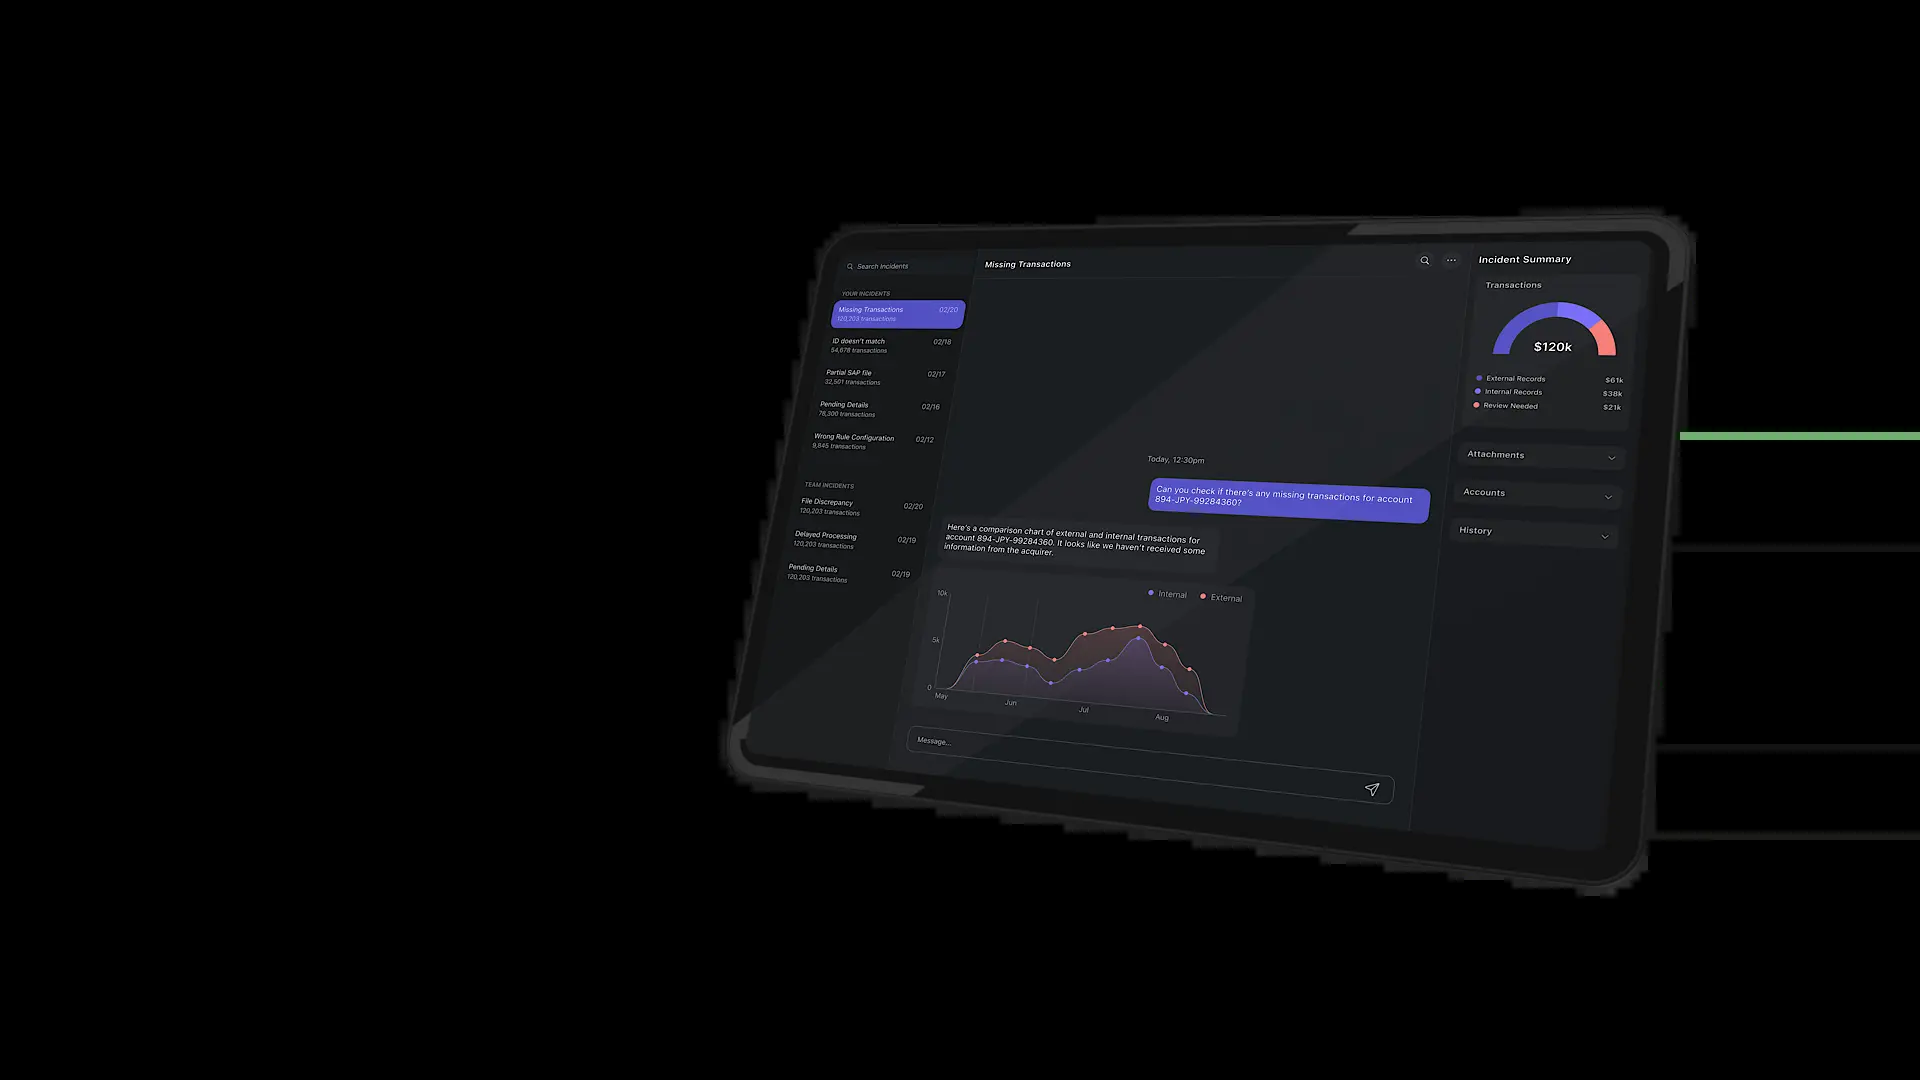 Search Incidents
YOUR INCIDENTS
Missing Transactions 02/20
120,203 transactions
ID doesn't match 02/18
54,678 transactions
Partial SAP file 02/17
32,501 transactions
Pending Details 02/16
78,300 transactions
Wrong Rule Configuration 02/12
9,845 transactions
TEAM INCIDENTS
File Discrepancy 02/20
120,203 transactions
Delayed Processing 02/19
120,203 transactions
Pending Details 02/19
120,203 transactions
Missing Transactions
Today, 12:30pm
Can you check if there's any missing transactions for account
894-JPY-99284360?
Here's a comparison chart of external and internal transactions for
account 894-JPY-99284360. It looks like we haven't received some
information from the acquirer.
Internal External
10k
5k
0
May Jun Jul Aug
Message...
Incident Summary
Transactions
$120k
External Records $61k
Internal Records $38k
Review Needed $21k
Attachments
Accounts
History